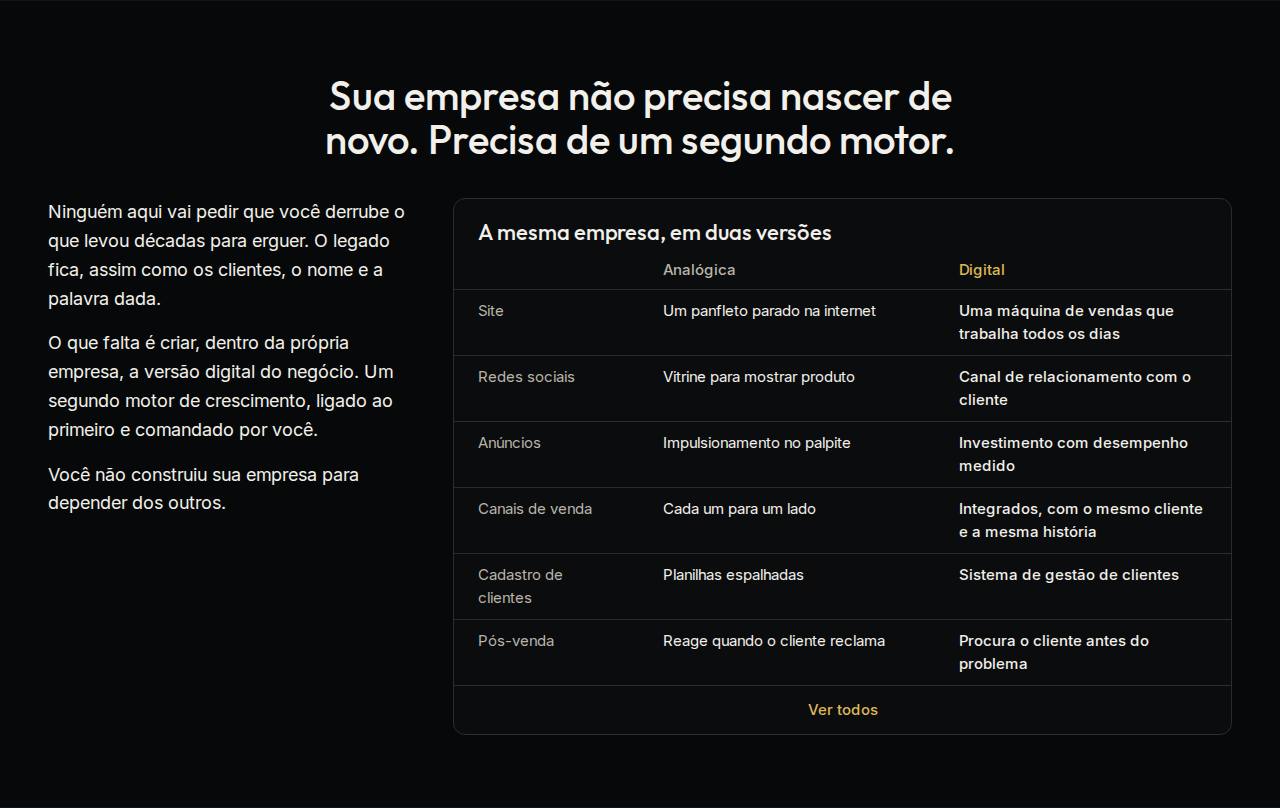 Sua empresa não precisa nascer de
novo. Precisa de um segundo motor.
Ninguém aqui vai pedir que você derrube o
que levou décadas para erguer. O legado
fica, assim como os clientes, o nome e a
palavra dada.
O que falta é criar, dentro da própria
empresa, a versão digital do negócio. Um
segundo motor de crescimento, ligado ao
primeiro e comandado por você.
Você não construiu sua empresa para
depender dos outros.
A mesma empresa, em duas versões
Analógica Digital
Site Um panfleto parado na internet Uma máquina de vendas que
trabalha todos os dias
Redes sociais Vitrine para mostrar produto Canal de relacionamento com o
cliente
Anúncios Impulsionamento no palpite Investimento com desempenho
medido
Canais de venda Cada um para um lado Integrados, com o mesmo cliente
e a mesma história
Cadastro de Planilhas espalhadas Sistema de gestão de clientes
clientes
Pós-venda Reage quando o cliente reclama Procura o cliente antes do
problema
Ver todos